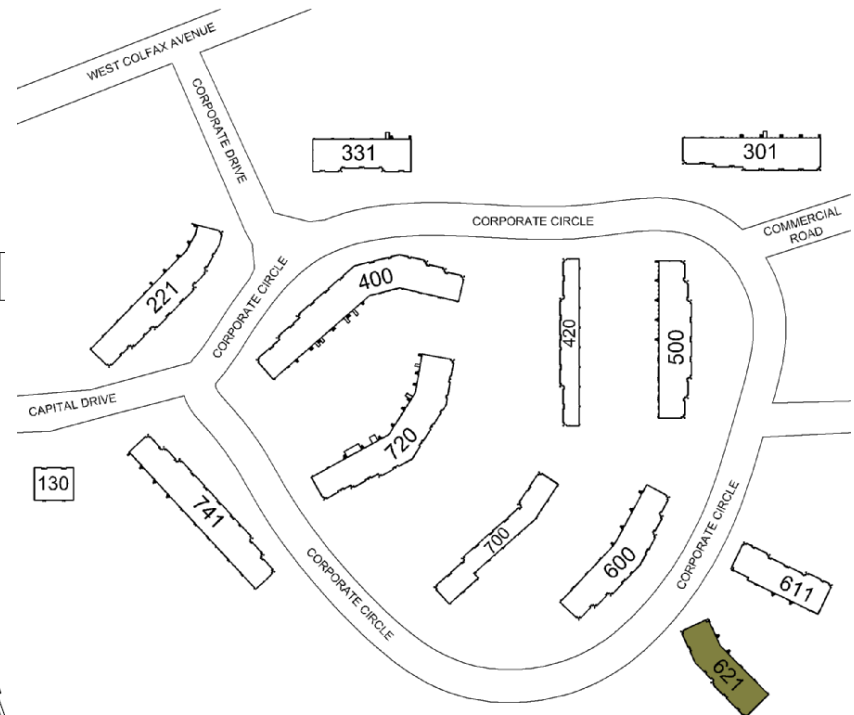 WEST COLFAX AVENUE
CORPORATE DRIVE
331
301
CORPORATE CIRCLE
COMMERCIAL
ROAD
221
CORPORATE CIRCLE
400
420
500
CAPITAL DRIVE
720
130
741
700
600
CORPORATE CIRCLE
CORPORATE CIRCLE
611
621